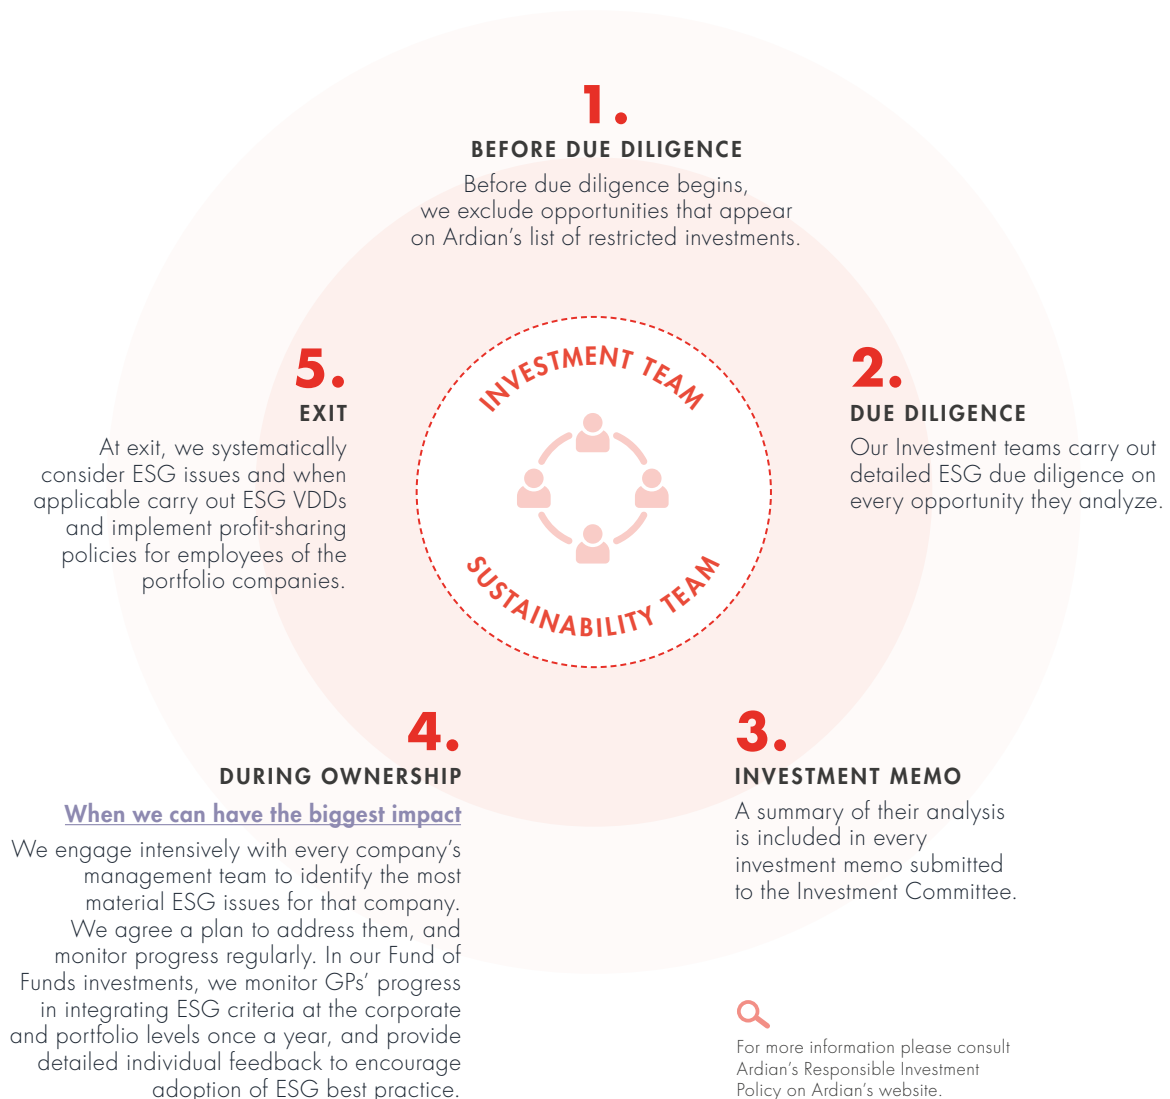 1.
BEFORE DUE DILIGENCE
Before due diligence begins,
we exclude opportunities that appear
on Ardian's list of restricted investments.
INVESTMENT TEAM
SUSTAINABILITY TEAM
2.
DUE DILIGENCE
Our Investment teams carry out
detailed ESG due diligence on
every opportunity they analyze.
3.
INVESTMENT MEMO
A summary of their analysis
is included in every
investment memo submitted
to the Investment Committee.
4.
DURING OWNERSHIP
When we can have the biggest impact
We engage intensively with every company's
management team to identify the most
material ESG issues for that company.
We agree a plan to address them, and
monitor progress regularly. In our Fund of
Funds investments, we monitor GPs' progress
in integrating ESG criteria at the corporate
and portfolio levels once a year, and provide
detailed individual feedback to encourage
adoption of ESG best practice.
5.
EXIT
At exit, we systematically
consider ESG issues and when
applicable carry out ESG VDDs
and implement profit-sharing
policies for employees of the
portfolio companies.
For more information please consult
Ardian's Responsible Investment
Policy on Ardian's website.